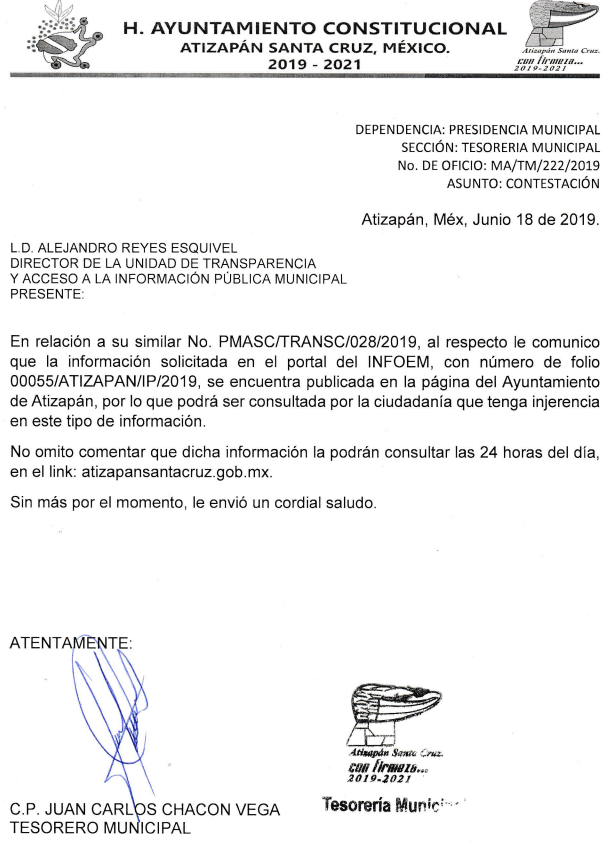 H. AYUNTAMIENTO CONSTITUCIONAL
ATIZAPÁN SANTA CRUZ, MÉXICO.
2019 - 2021
Atizapán Santa Cruz.
con firmeza...
2019-2021
DEPENDENCIA: PRESIDENCIA MUNICIPAL
SECCIÓN: TESORERIA MUNICIPAL
No. DE OFICIO: MA/TM/222/2019
ASUNTO: CONTESTACIÓN
Atizapán, Méx, Junio 18 de 2019.
L.D. ALEJANDRO REYES ESQUIVEL
DIRECTOR DE LA UNIDAD DE TRANSPARENCIA
Y ACCESO A LA INFORMACIÓN PÚBLICA MUNICIPAL
PRESENTE:
En relación a su similar No. PMASC/TRANSC/028/2019, al respecto le comunico
que la información solicitada en el portal del INFOEM, con número de folio
00055/ATIZAPAN/IP/2019, se encuentra publicada en la página del Ayuntamiento
de Atizapán, por lo que podrá ser consultada por la ciudadanía que tenga injerencia
en este tipo de información.
No omito comentar que dicha información la podrán consultar las 24 horas del día,
en el link: atizapansantacruz.gob.mx.
Sin más por el momento, le envió un cordial saludo.
ATENTAMENTE:
Atizapán Santa Cruz.
con firmeza...
2019-2021
Tesorería Municipal
C.P. JUAN CARLOS CHACON VEGA
TESORERO MUNICIPAL